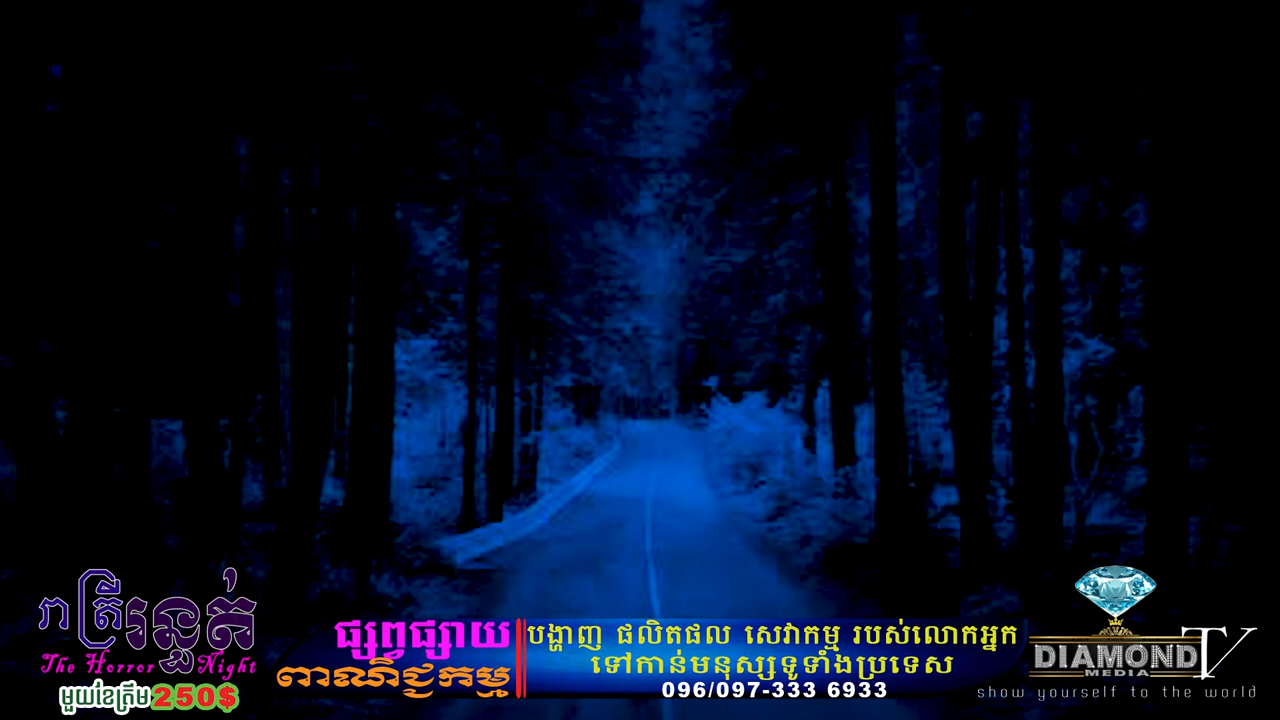 រាត្រីរន្ធត់
The Horror Night
មួយខែត្រឹម 250$
ផ្សព្វផ្សាយ
ពាណិជ្ជកម្ម
បង្ហាញ ផលិតផល សេវាកម្ម របស់លោកអ្នក
ទៅកាន់មនុស្សទូទាំងប្រទេស
096/097-333 6933
DIAMOND TV
MEDIA
show yourself to the world